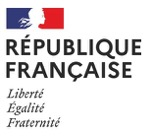 RÉPUBLIQUE
FRANÇAISE
Liberté
Égalité
Fraternité